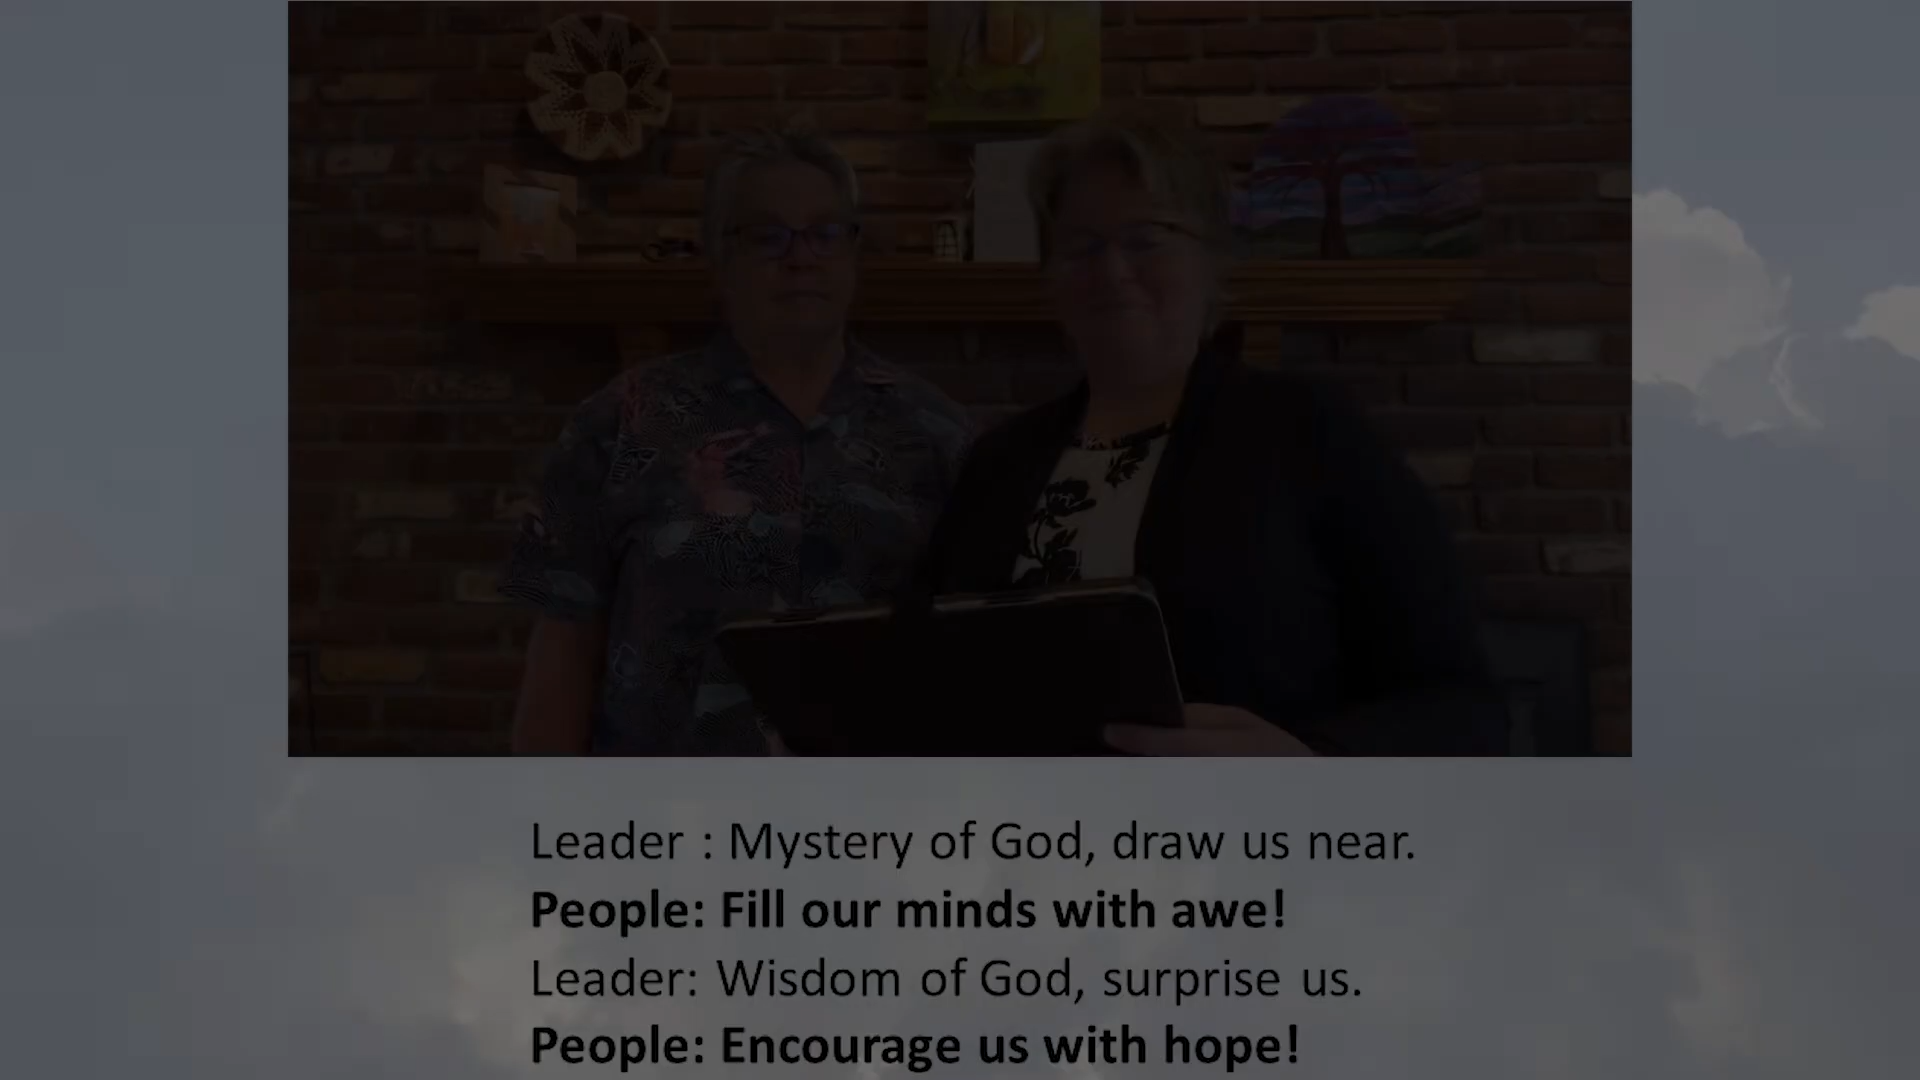 Leader : Mystery of God, draw us near.
People: Fill our minds with awe!
Leader: Wisdom of God, surprise us.
People: Encourage us with hope!